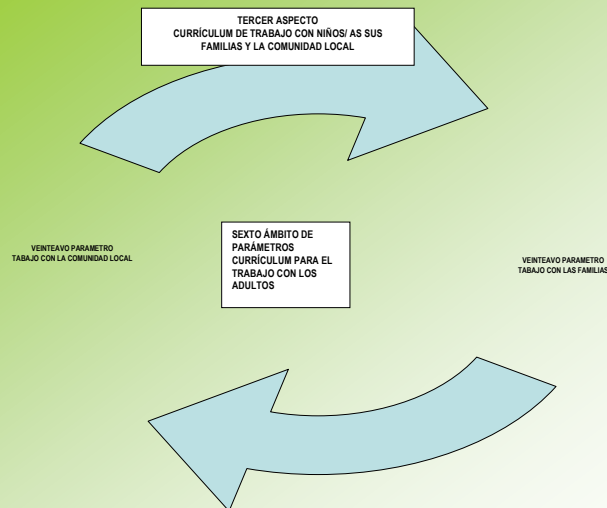 TERCER ASPECTO
CURRÍCULUM DE TRABAJO CON NIÑOS/ AS SUS
FAMILIAS Y LA COMUNIDAD LOCAL
SEXTO ÁMBITO DE
PARÁMETROS
CURRÍCULUM PARA EL
TRABAJO CON LOS
ADULTOS
VEINTEAVO PARAMETRO
TABAJO CON LA COMUNIDAD LOCAL
VEINTEAVO PARAMETRO
TABAJO CON LAS FAMILIAS